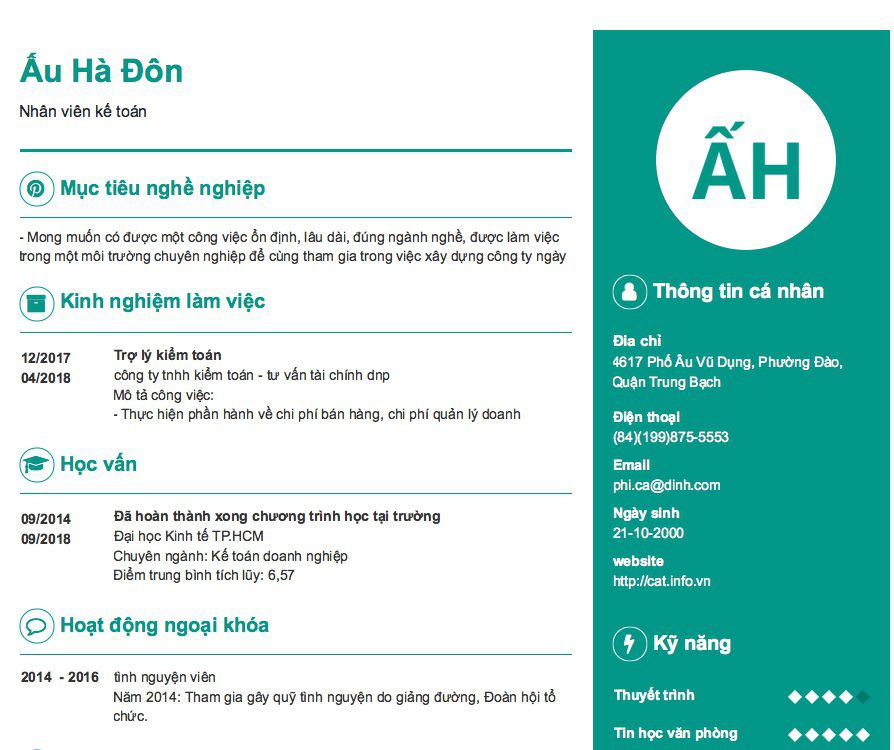 Ấu Hà Đôn
Nhân viên kế toán
Mục tiêu nghề nghiệp
- Mong muốn có được một công việc ổn định, lâu dài, đúng ngành nghề, được làm việc
trong một môi trường chuyên nghiệp để cùng tham gia trong việc xây dựng công ty ngày
Kinh nghiệm làm việc
12/2017
04/2018
Trợ lý kiểm toán
công ty tnhh kiểm toán - tư vấn tài chính dnp
Mô tả công việc:
- Thực hiện phần hành về chi phí bán hàng, chi phí quản lý doanh
Học vấn
09/2014
09/2018
Đã hoàn thành xong chương trình học tại trường
Đại học Kinh tế TP.HCM
Chuyên ngành: Kế toán doanh nghiệp
Điểm trung bình tích lũy: 6,57
Hoạt động ngoại khóa
2014 - 2016
tình nguyện viên
Năm 2014: Tham gia gây quỹ tình nguyện do giảng đường, Đoàn hội tổ
chức.
ẤH
Thông tin cá nhân
Địa chỉ
4617 Phố Âu Vũ Dụng, Phường Đào,
Quận Trung Bạch
Điện thoại
(84)(199)875-5553
Email
phi.ca@dinh.com
Ngày sinh
21-10-2000
website
http://cat.info.vn
Kỹ năng
Thuyết trình
Tin học văn phòng